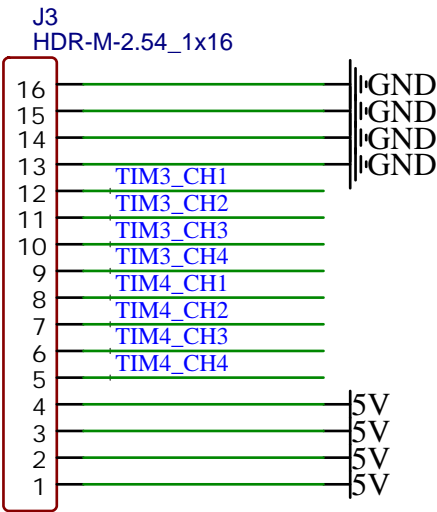 J3
HDR-M-2.54_1x16
16 GND
15 GND
14 GND
13 GND
12 TIM3_CH1
11 TIM3_CH2
10 TIM3_CH3
9 TIM3_CH4
8 TIM4_CH1
7 TIM4_CH2
6 TIM4_CH3
5 TIM4_CH4
4 5V
3 5V
2 5V
1 5V